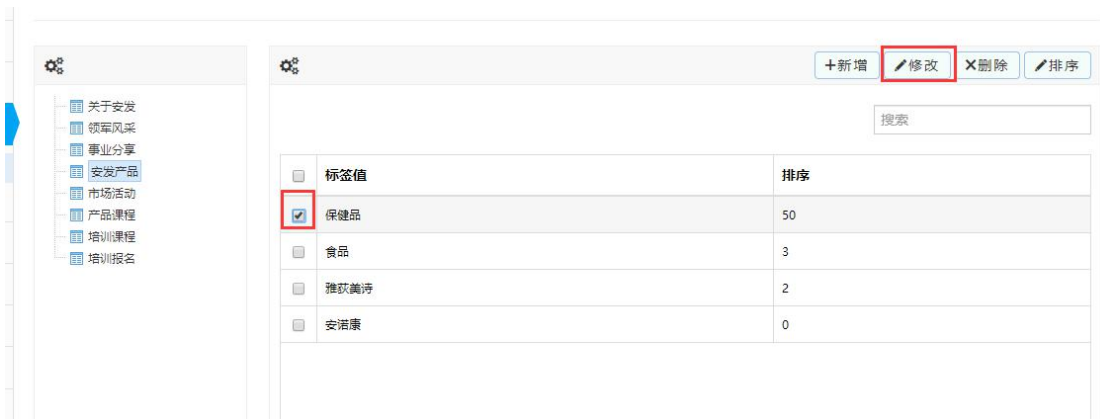 +新增 修改 ×删除 排序
关于安发
领军风采
事业分享
安发产品
市场活动
产品课程
培训课程
培训报名
搜索
标签值 排序
保健品 50
食品 3
雅荻美诗 2
安诺康 0